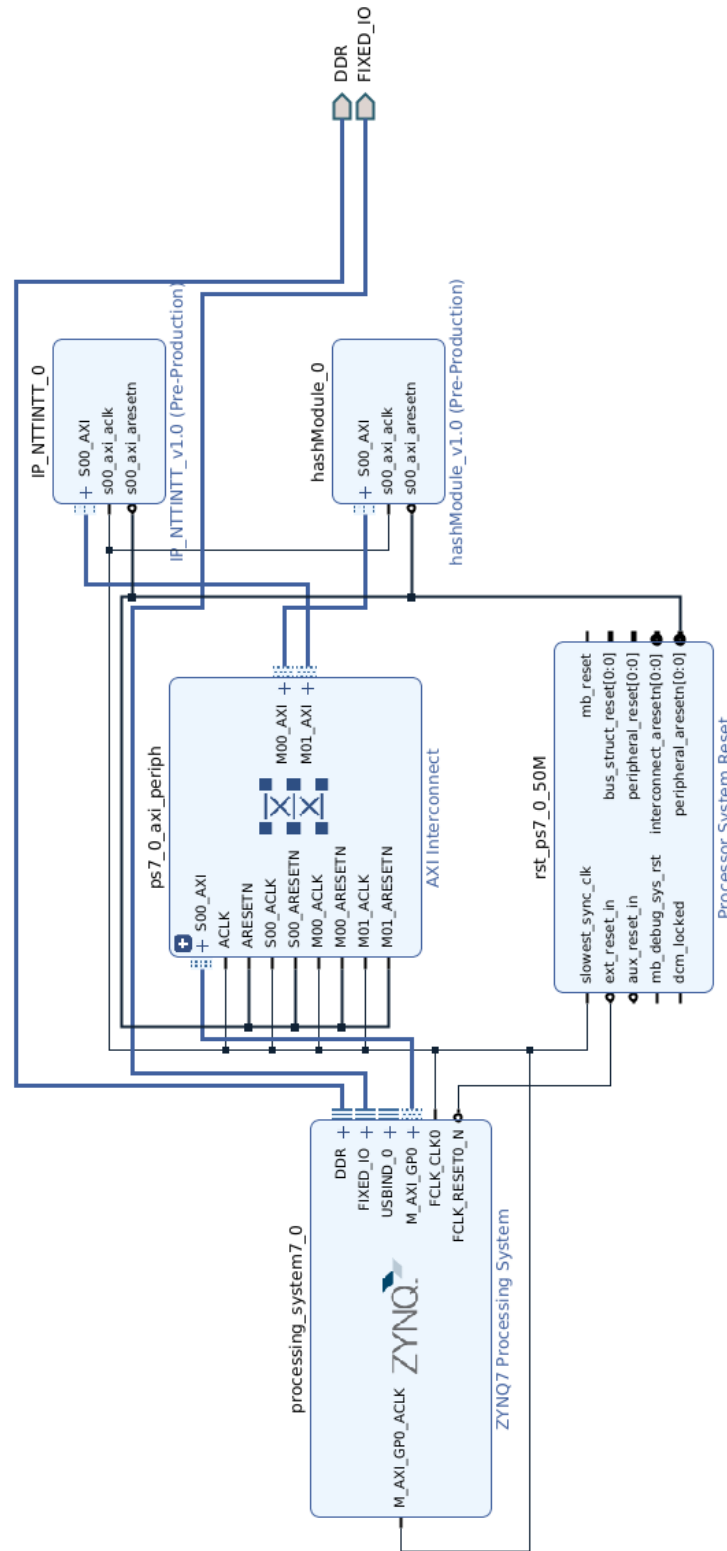 processing_system7_0
M_AXI_GP0_ACLK
ZYNQ
DDR
FIXED_IO
USBIND_0
M_AXI_GP0
FCLK_CLK0
FCLK_RESET0_N
ZYNQ7 Processing System
ps7_0_axi_periph
S00_AXI
ACLK
ARESETN
S00_ACLK
S00_ARESETN
M00_ACLK
M00_ARESETN
M01_ACLK
M01_ARESETN
M00_AXI
M01_AXI
AXI Interconnect
rst_ps7_0_50M
slowest_sync_clk
ext_reset_in
aux_reset_in
mb_debug_sys_rst
dcm_locked
mb_reset
bus_struct_reset[0:0]
peripheral_reset[0:0]
interconnect_aresetn[0:0]
peripheral_aresetn[0:0]
Processor System Reset
IP_NTTINTT_0
S00_AXI
s00_axi_aclk
s00_axi_aresetn
IP_NTTINTT_v1.0 (Pre-Production)
hashModule_0
S00_AXI
s00_axi_aclk
s00_axi_aresetn
hashModule_v1.0 (Pre-Production)
DDR
FIXED_IO